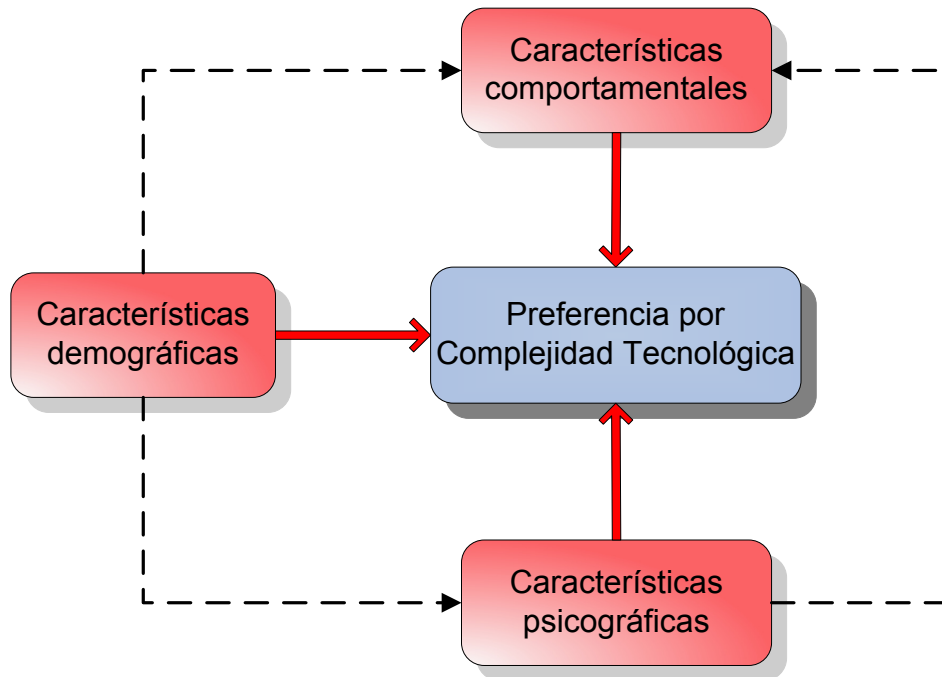 Características
comportamentales
Características
demográficas
Preferencia por
Complejidad Tecnológica
Características
psicográficas